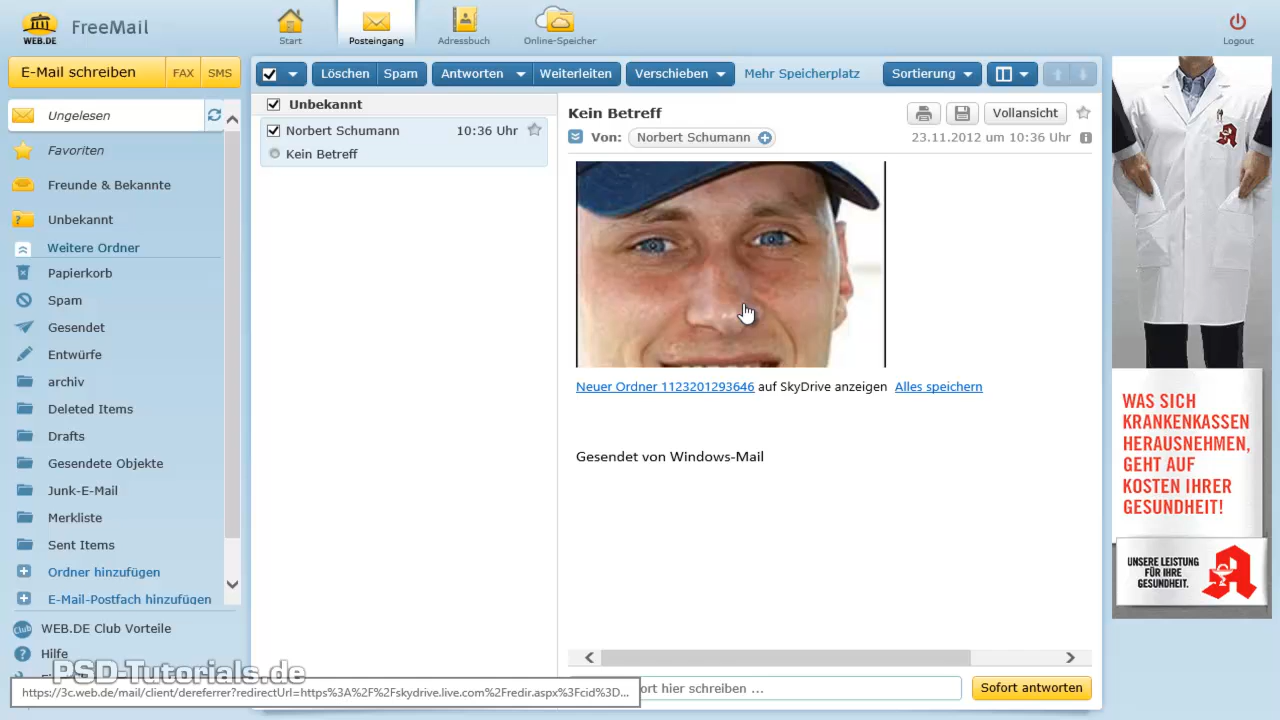 WEB.DE
FreeMail
Start
Posteingang
Adressbuch
Online-Speicher
Logout
E-Mail schreiben
FAX
SMS
Löschen
Spam
Antworten
Weiterleiten
Verschieben
Mehr Speicherplatz
Sortierung
Ungelesen
Favoriten
Freunde & Bekannte
Unbekannt
Weitere Ordner
Papierkorb
Spam
Gesendet
Entwürfe
archiv
Deleted Items
Drafts
Gesendete Objekte
Junk-E-Mail
Merkliste
Sent Items
Ordner hinzufügen
E-Mail-Postfach hinzufügen
Club
WEB.DE Club Vorteile
Hilfe
Unbekannt
Norbert Schumann 10:36 Uhr
Kein Betreff
Kein Betreff
Vollansicht
Von: Norbert Schumann
23.11.2012 um 10:36 Uhr
Neuer Ordner 1123201293646 auf SkyDrive anzeigen Alles speichern
Gesendet von Windows-Mail
ort hier schreiben ...
Sofort antworten
PSD-Tutorials.de
https://3c.web.de/mail/client/dereferrer?redirectUrl=https%3A%2F%2Fskydrive.live.com%2Fredir.aspx%3Fcid%3D...
WAS SICH
KRANKENKASSEN
HERAUSNEHMEN,
GEHT AUF
KOSTEN IHRER
GESUNDHEIT!
UNSERE LEISTUNG
FÜR IHRE
GESUNDHEIT.